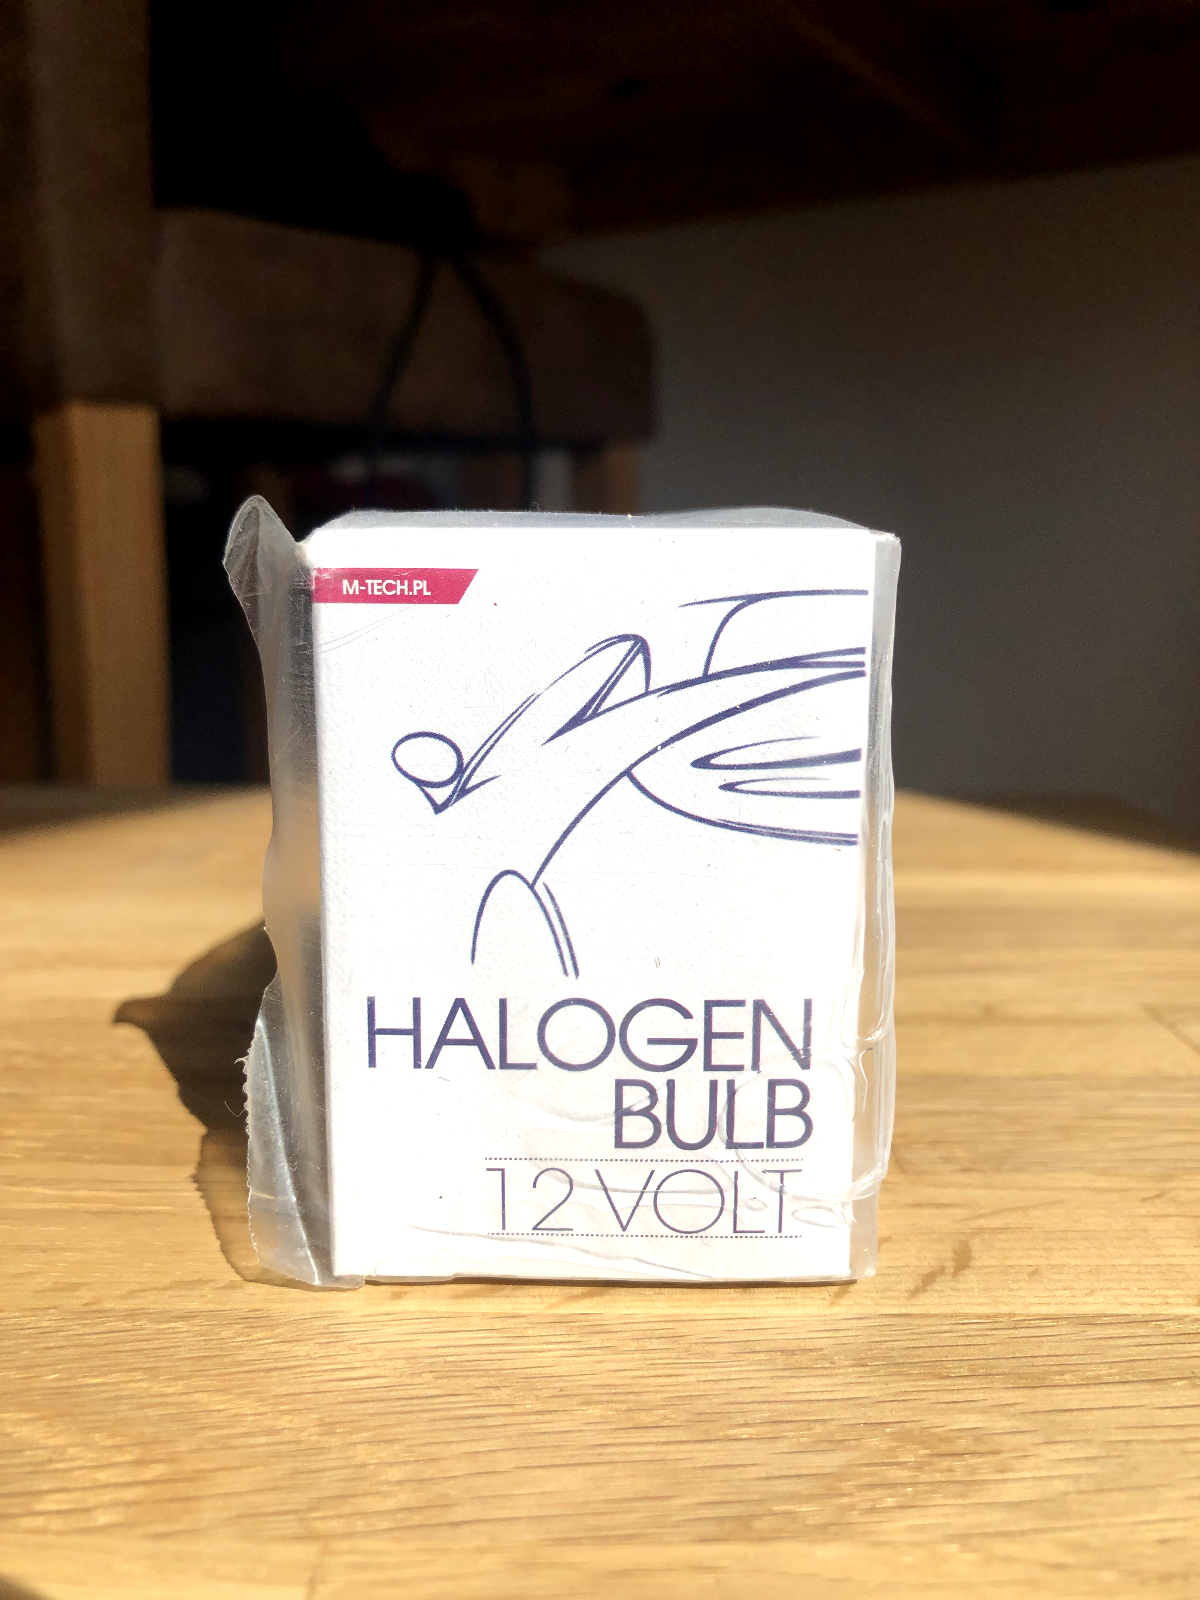 M-TECH.PL
HALOGEN
BULB
12 VOLT